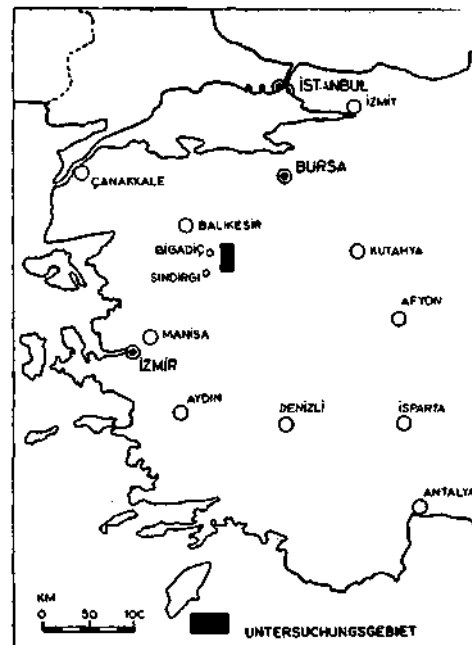 İSTANBUL
İZMİT
BURSA
ÇANAKKALE
BALIKESİR
BİGADİÇ
KUTAHYA
SINDIRGI
AFYON
MANİSA
İZMİR
AYDIN
DENİZLİ
İSPARTA
ANTALYA
KM
0 50 100
UNTERSUCHUNGSGEBIET